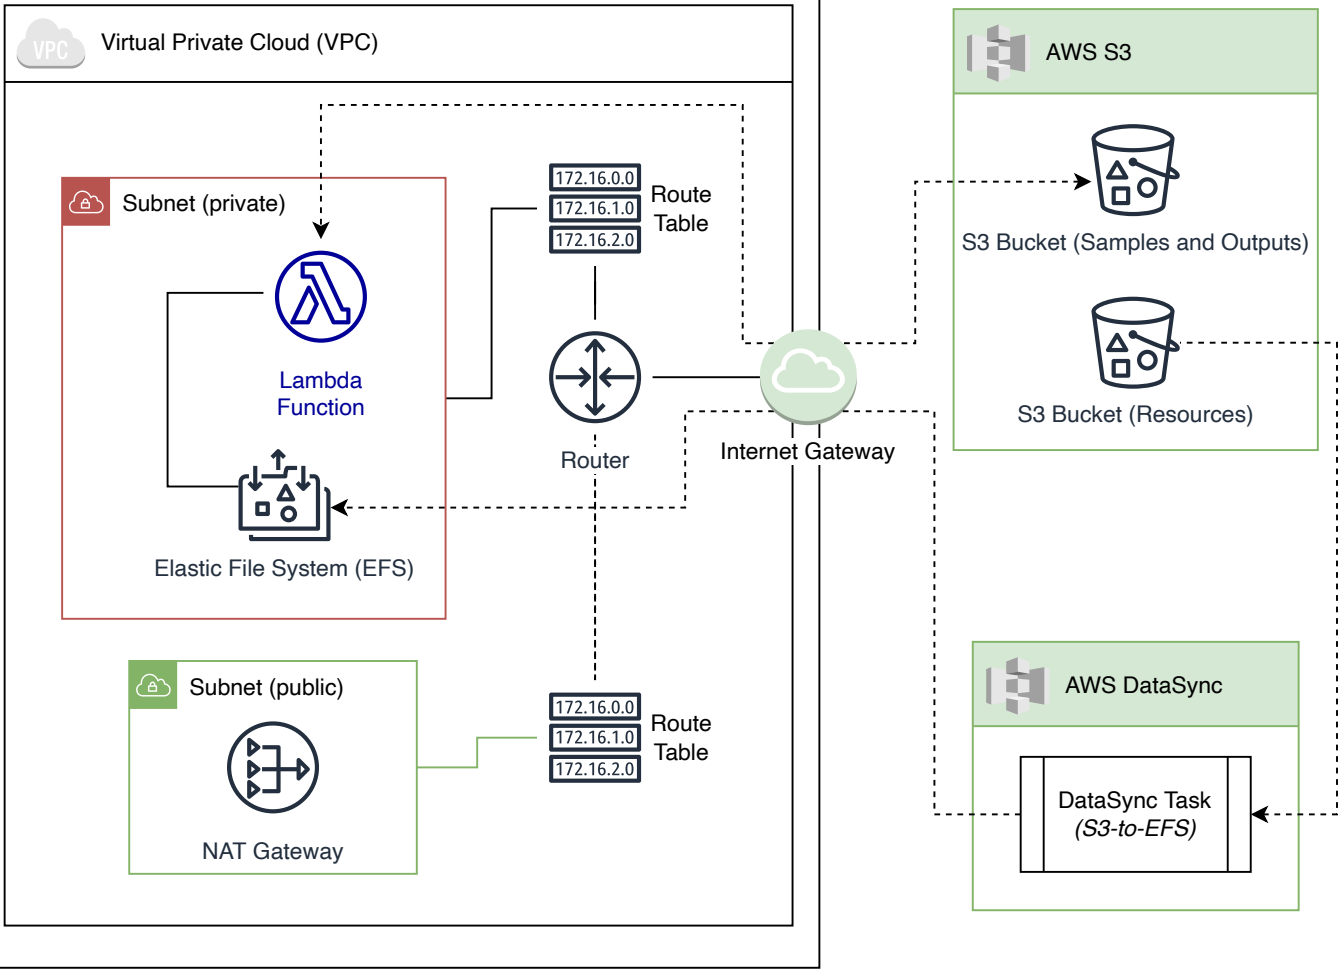 VPC
Virtual Private Cloud (VPC)
AWS S3
Subnet (private)
172.16.0.0
172.16.1.0
172.16.2.0
Route
Table
S3 Bucket (Samples and Outputs)
Lambda
Function
S3 Bucket (Resources)
Router
Internet Gateway
Elastic File System (EFS)
Subnet (public)
172.16.0.0
172.16.1.0
172.16.2.0
Route
Table
AWS DataSync
NAT Gateway
DataSync Task
(S3-to-EFS)